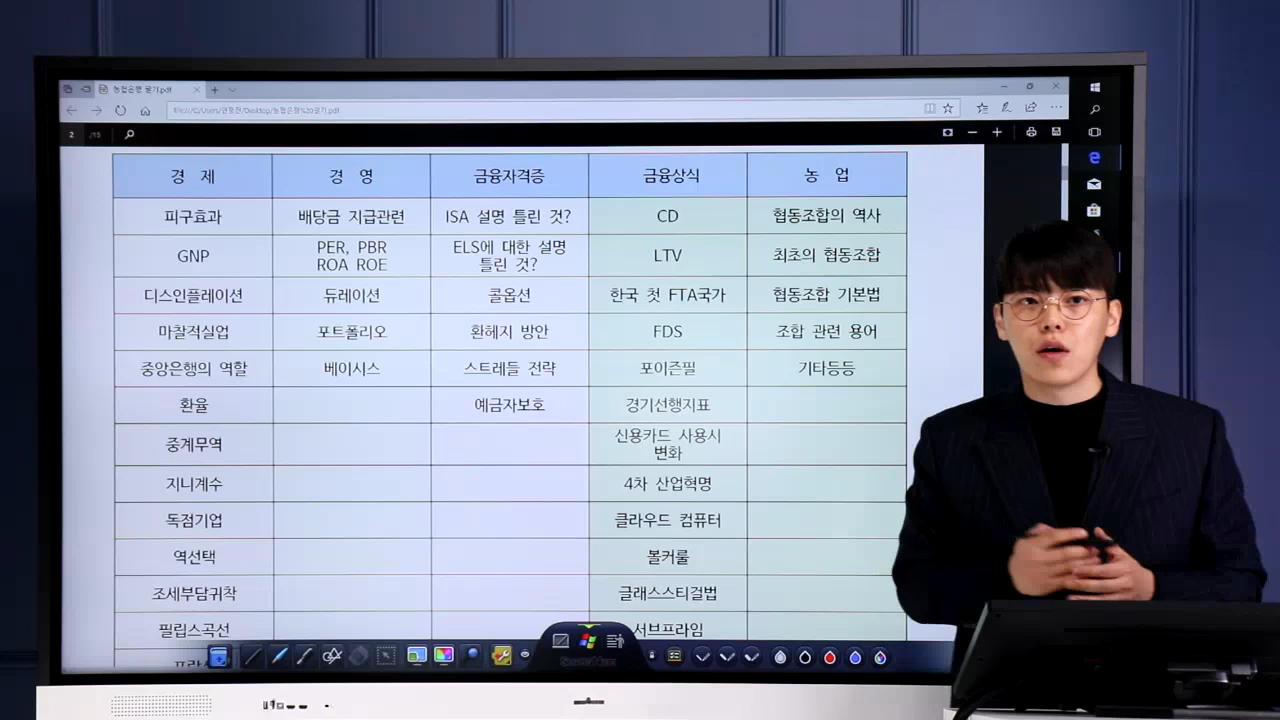 농협은행 필기.pdf
2 /15
경 제 경 영 금융자격증 금융상식 농 업
피구효과 배당금 지급관련 ISA 설명 틀린 것? CD 협동조합의 역사
GNP PER, PBR ROA ROE ELS에 대한 설명 틀린 것? LTV 최초의 협동조합
디스인플레이션 듀레이션 콜옵션 한국 첫 FTA국가 협동조합 기본법
마찰적실업 포트폴리오 환헤지 방안 FDS 조합 관련 용어
중앙은행의 역할 베이시스 스트레들 전략 포이즌필 기타등등
환율 예금자보호 경기선행지표
중계무역 신용카드 사용시 변화
지니계수 4차 산업혁명
독점기업 클라우드 컴퓨터
역선택 볼커룰
조세부담귀착 글래스스티걸법
필립스곡선 서브프라임